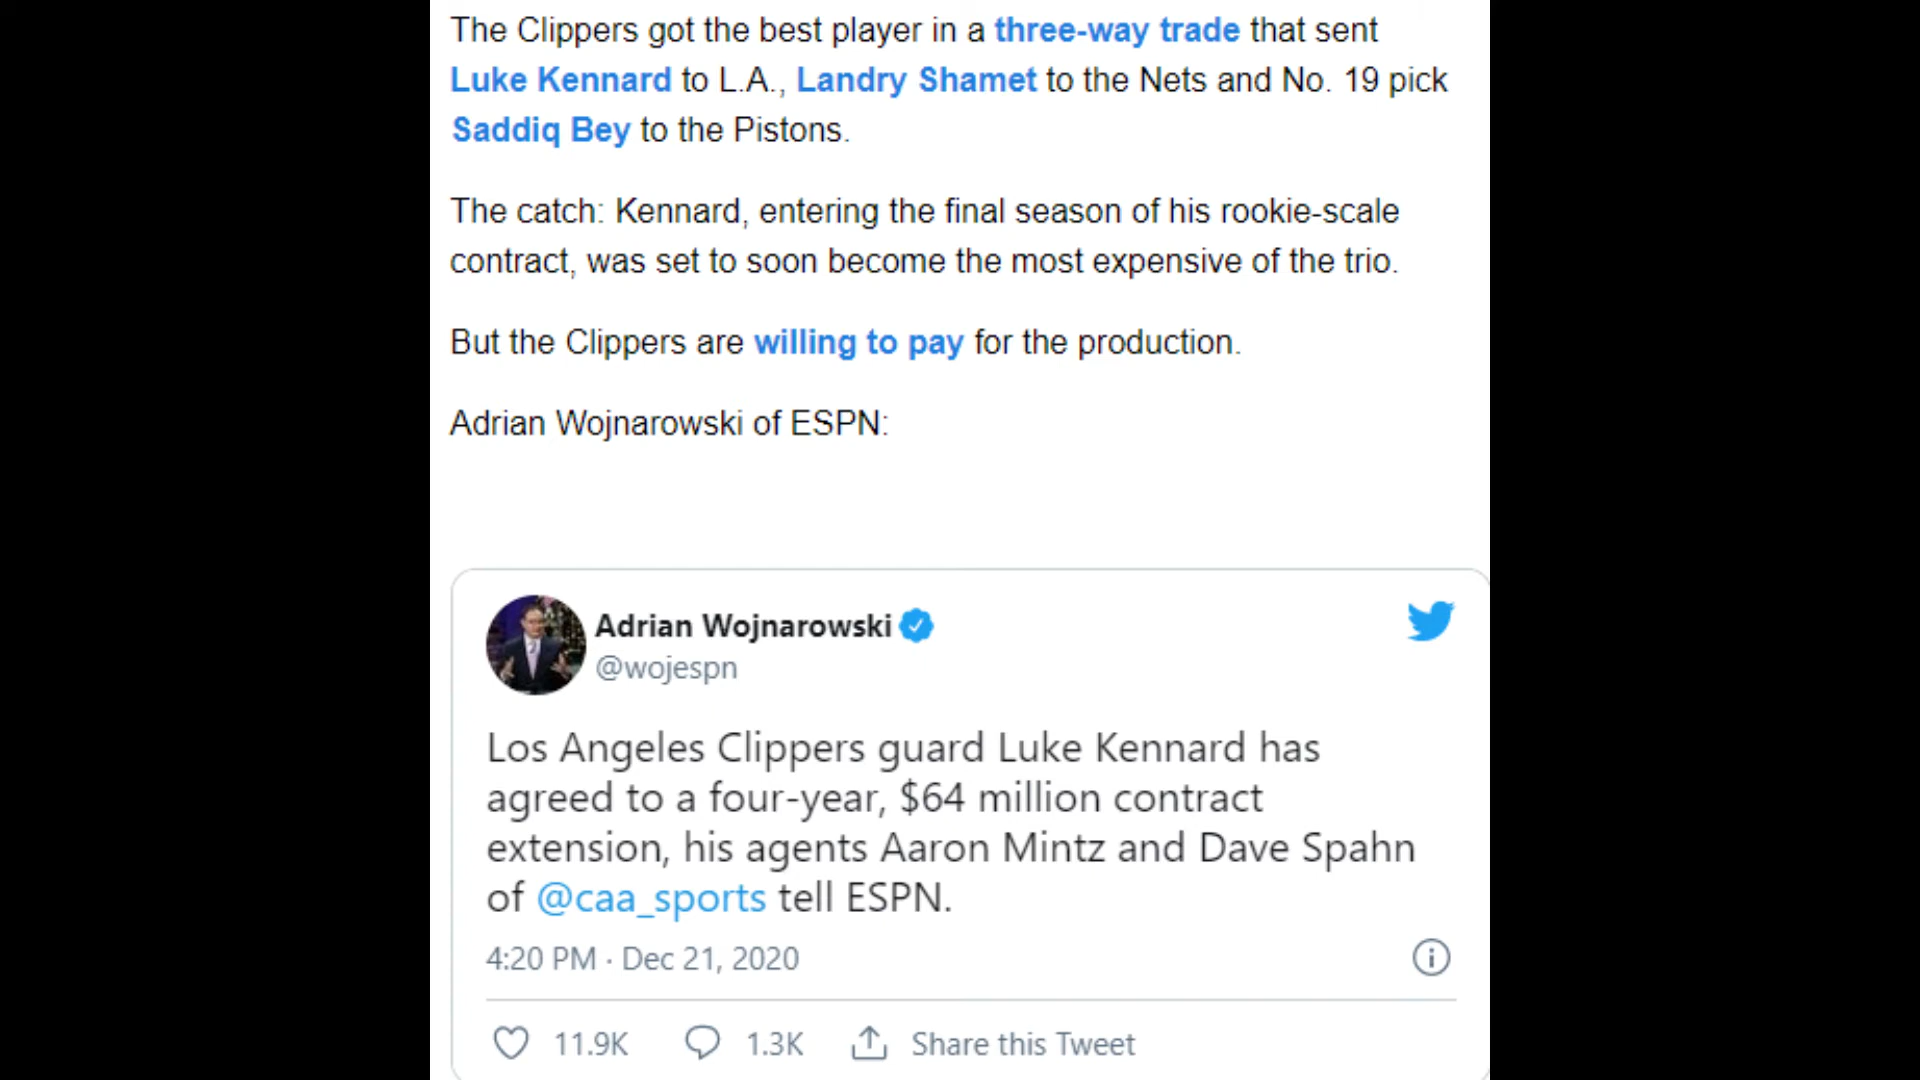 The Clippers got the best player in a three-way trade that sent
Luke Kennard to L.A., Landry Shamet to the Nets and No. 19 pick
Saddiq Bey to the Pistons.
The catch: Kennard, entering the final season of his rookie-scale
contract, was set to soon become the most expensive of the trio.
But the Clippers are willing to pay for the production.
Adrian Wojnarowski of ESPN:
Adrian Wojnarowski
@wojespn
Los Angeles Clippers guard Luke Kennard has
agreed to a four-year, $64 million contract
extension, his agents Aaron Mintz and Dave Spahn
of @caa_sports tell ESPN.
4:20 PM · Dec 21, 2020
11.9K 1.3K Share this Tweet